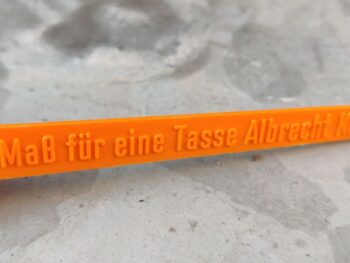 Maß für eine Tasse Albrecht